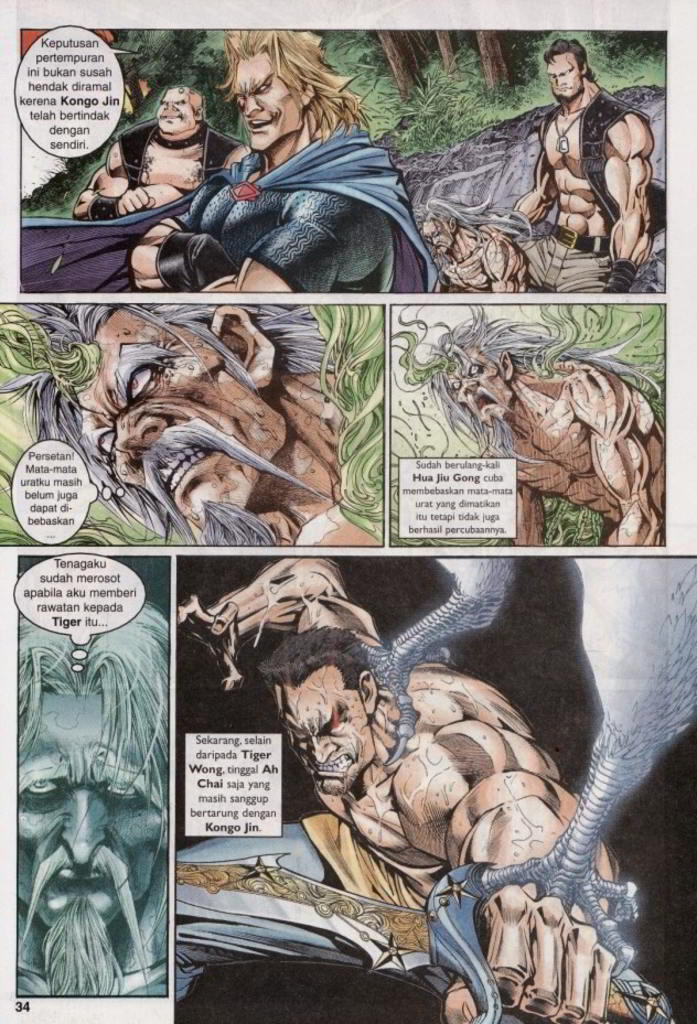 Keputusan
pertempuran
ini bukan susah
hendak diramal
kerena Kongo Jin
telah bertindak
dengan
sendiri.
Persetan!
Mata-mata
uratku masih
belum juga
dapat di-
bebaskan
...
Sudah berulang-kali
Hua Jiu Gong cuba
membebaskan mata-mata
urat yang dimatikan
itu tetapi tidak juga
berhasil percubaannya.
Tenagaku
sudah merosot
apabila aku memberi
rawatan kepada
Tiger itu...
Sekarang, selain
daripada Tiger
Wong, tinggal Ah
Chai saja yang
masih sanggup
bertarung dengan
Kongo Jin.
34